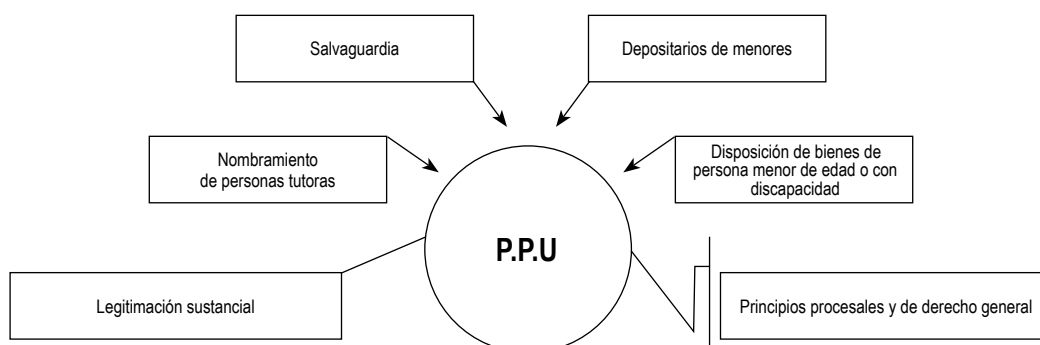 Salvaguardia
Depositarios de menores
Nombramiento
de personas tutoras
Disposición de bienes de
persona menor de edad o con
discapacidad
P.P.U
Legitimación sustancial
Principios procesales y de derecho general